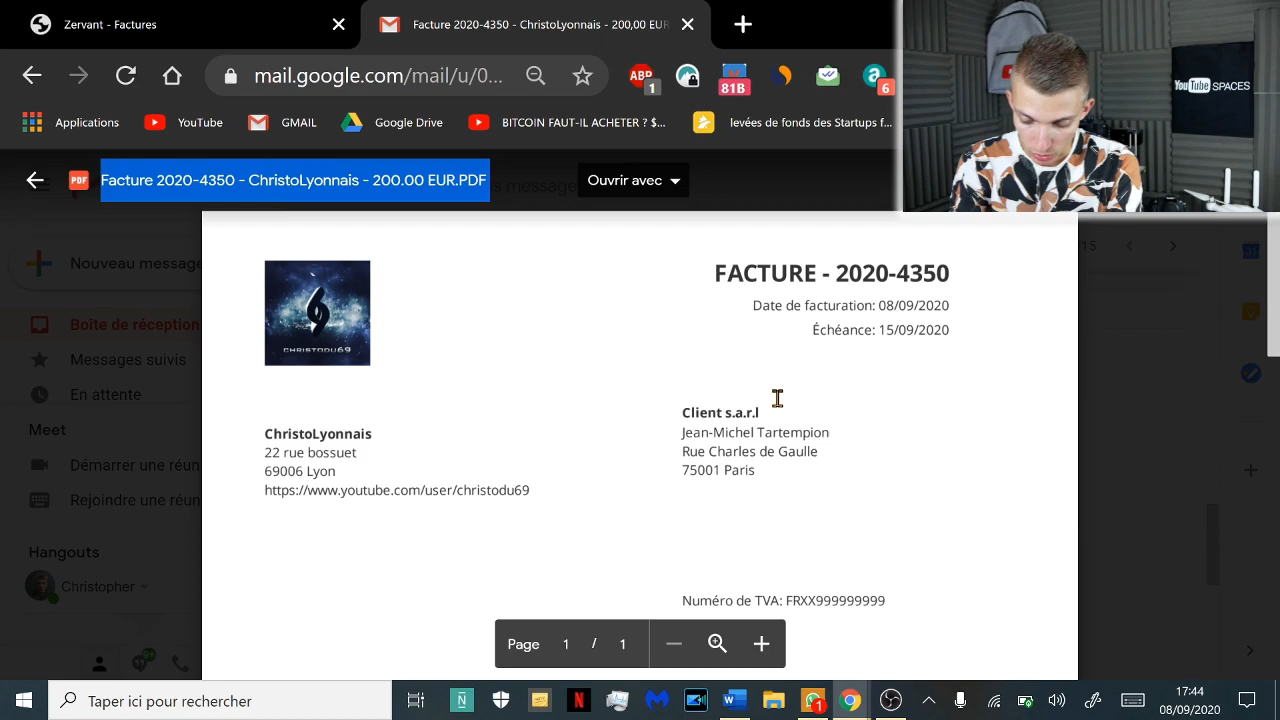 Zervant - Factures
Facture 2020-4350 - ChristoLyonnais - 200,00 EUR
mail.google.com/mail/u/0...
ABP
1
81B
6
Applications
YouTube
GMAIL
Google Drive
BITCOIN FAUT-IL ACHETER ? $...
levées de fonds des Startups f...
YouTube SPACES
PDF
Facture 2020-4350 - ChristoLyonnais - 200.00 EUR.PDF
Ouvrir avec
Nouveau message
Boîte de réception
Messages suivis
En attente
Meet
Démarrer une réun
Rejoindre une réun
Hangouts
Christopher
CHRISTODU69
FACTURE - 2020-4350
Date de facturation: 08/09/2020
Échéance: 15/09/2020
ChristoLyonnais
22 rue bossuet
69006 Lyon
https://www.youtube.com/user/christodu69
Client s.a.r.l
Jean-Michel Tartempion
Rue Charles de Gaulle
75001 Paris
Numéro de TVA: FRXX999999999
Page 1 / 1
Taper ici pour rechercher
1
17:44
08/09/2020